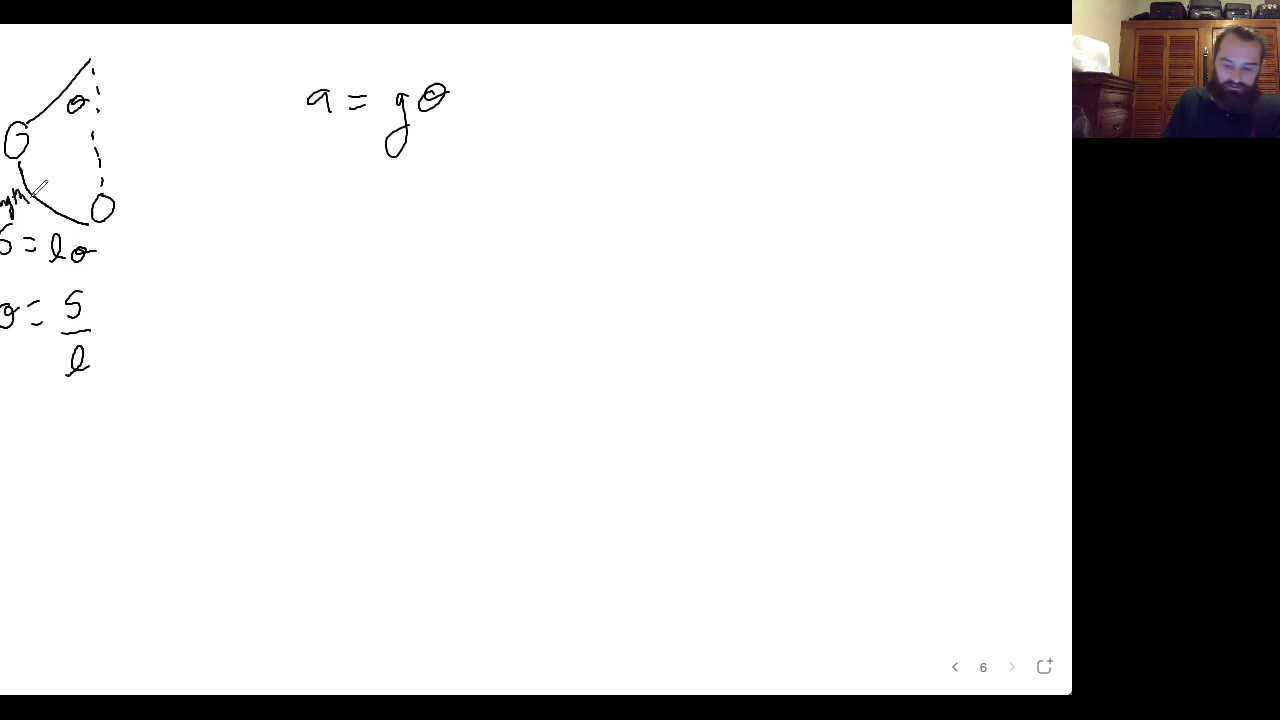 a = gθ
θ
S = lθ
θ = S / l
6